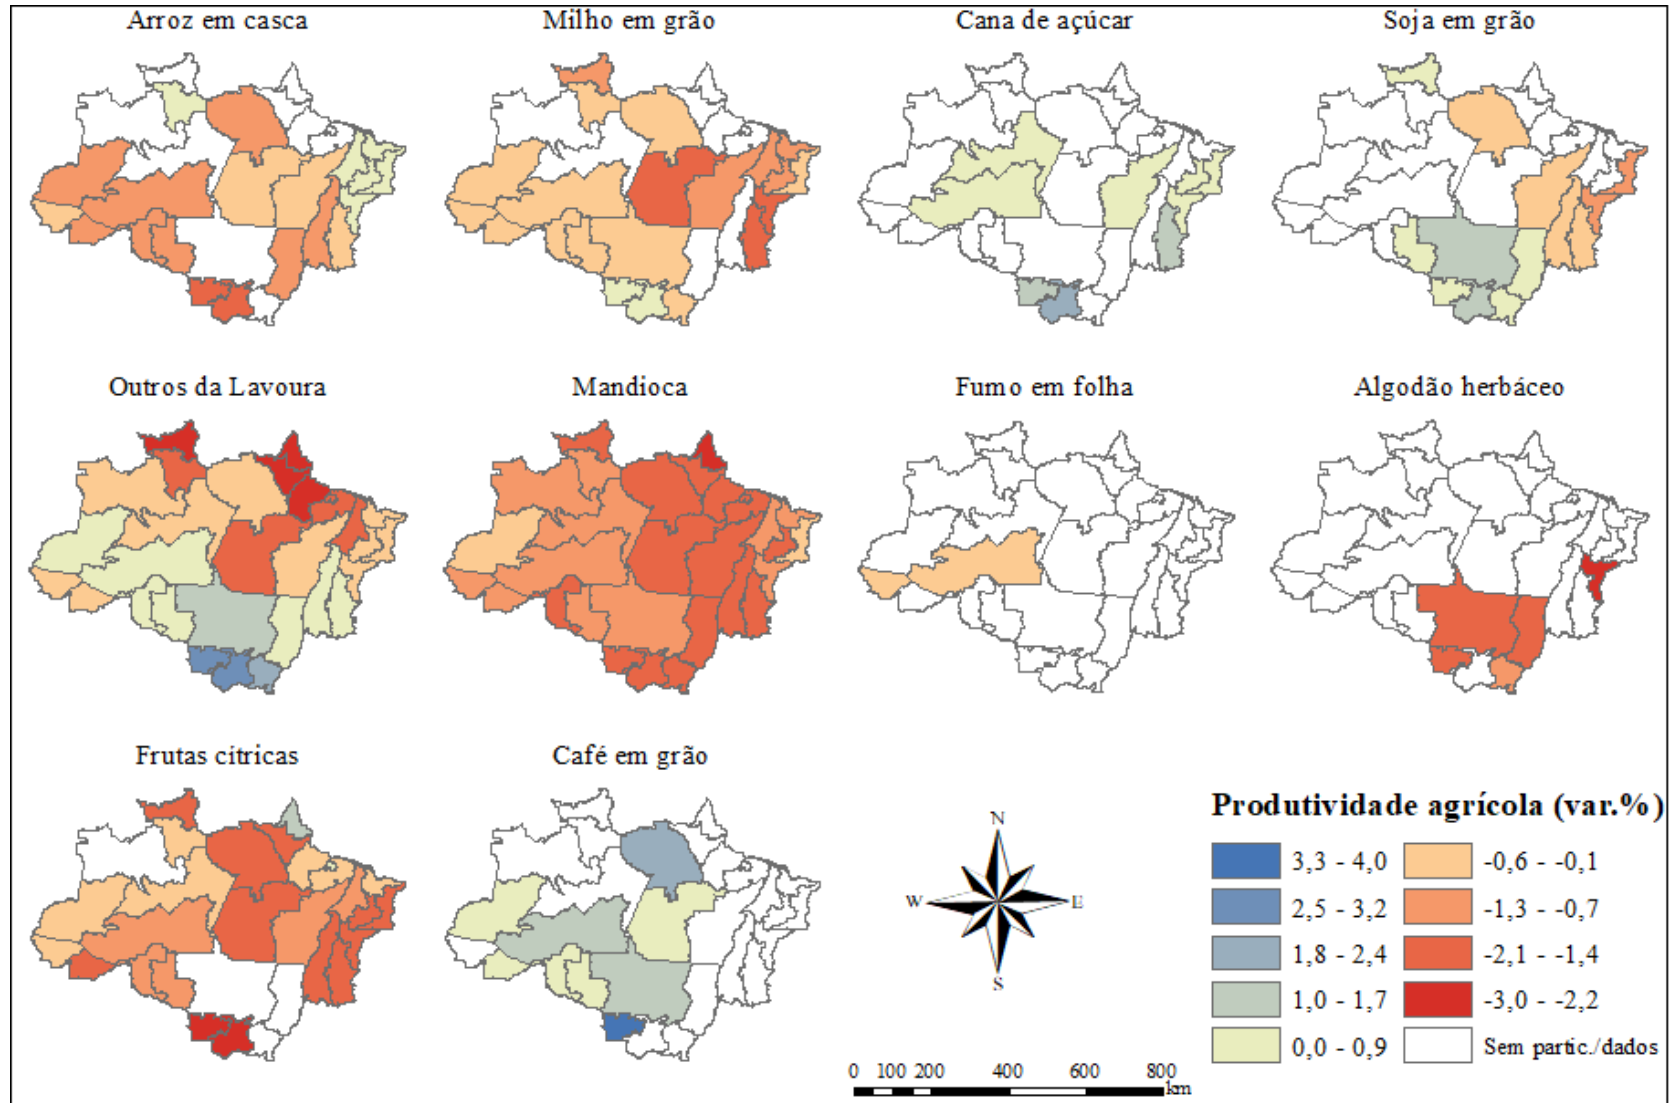 Arroz em casca
Milho em grão
Cana de açúcar
Soja em grão
Outros da Lavoura
Mandioca
Fumo em folha
Algodão herbáceo
Frutas cítricas
Café em grão
N
W
E
S
0 100 200 400 600 800
km
Produtividade agrícola (var.%)
3,3 - 4,0
2,5 - 3,2
1,8 - 2,4
1,0 - 1,7
0,0 - 0,9
-0,6 - -0,1
-1,3 - -0,7
-2,1 - -1,4
-3,0 - -2,2
Sem partic./dados